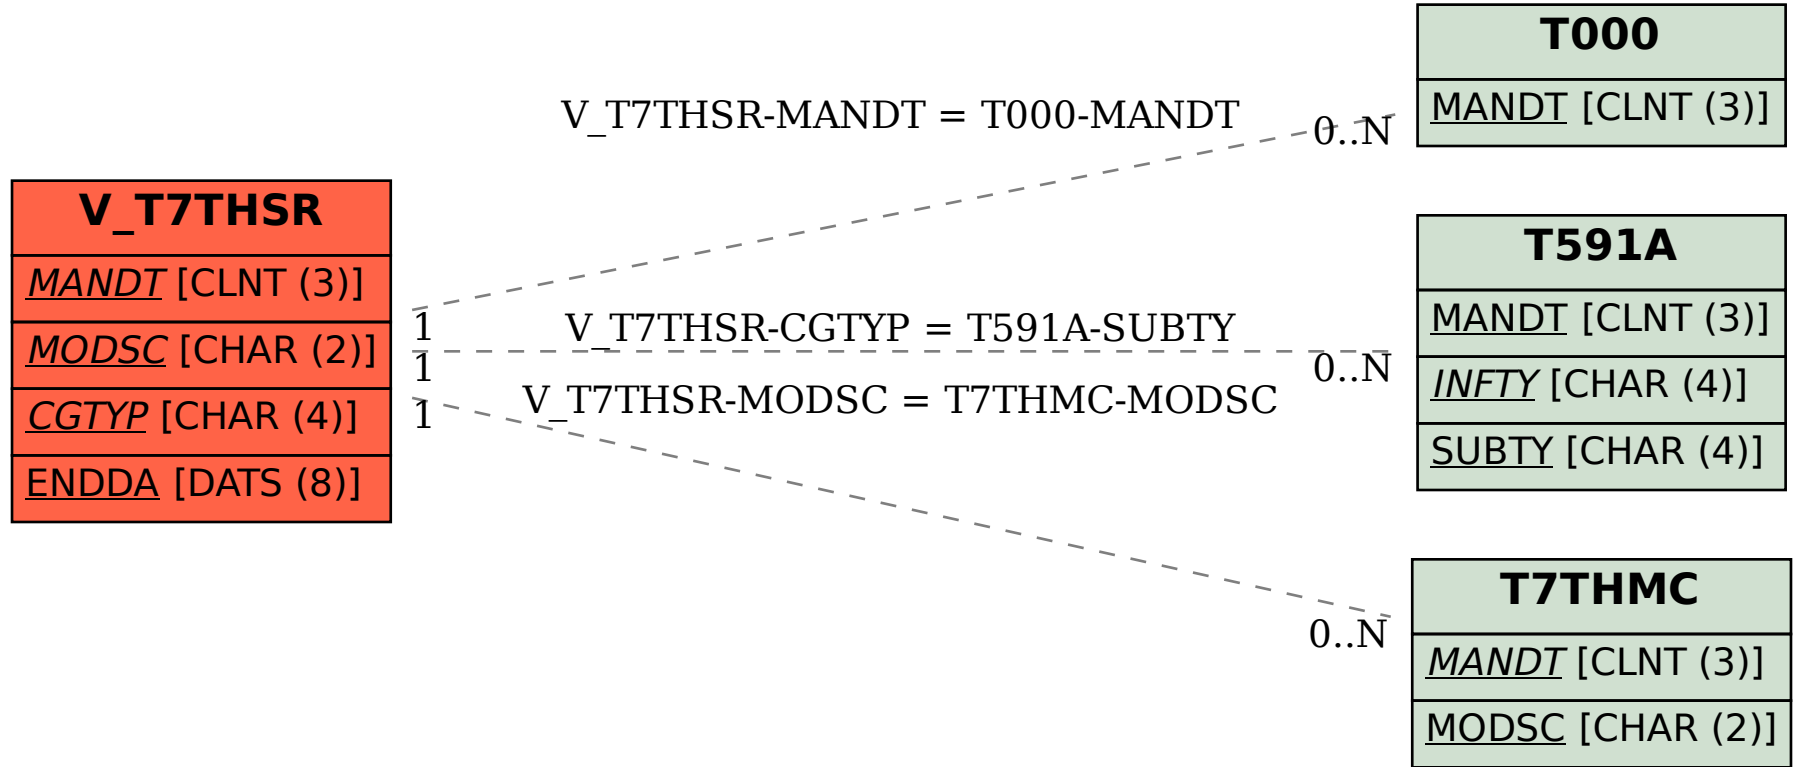 V_T7THSR
MANDT [CLNT (3)]
MODSC [CHAR (2)]
CGTYP [CHAR (4)]
ENDDA [DATS (8)]
V_T7THSR-MANDT = T000-MANDT
0..N
1
V_T7THSR-CGTYP = T591A-SUBTY
1
0..N
V_T7THSR-MODSC = T7THMC-MODSC
1
0..N
T000
MANDT [CLNT (3)]
T591A
MANDT [CLNT (3)]
INFTY [CHAR (4)]
SUBTY [CHAR (4)]
T7THMC
MANDT [CLNT (3)]
MODSC [CHAR (2)]